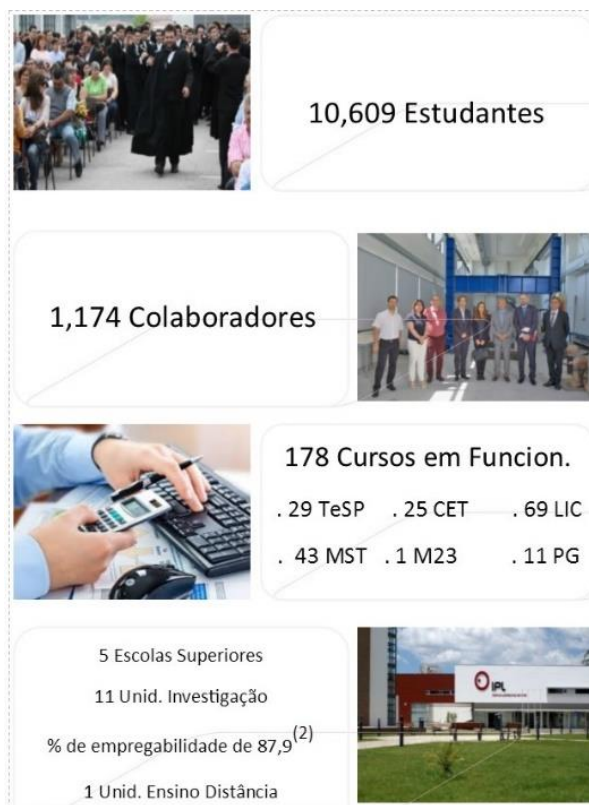 10,609 Estudantes
1,174 Colaboradores
178 Cursos em Funcion.
. 29 TeSP . 25 CET . 69 LIC
. 43 MST . 1 M23 . 11 PG
5 Escolas Superiores
11 Unid. Investigação
% de empregabilidade de 87,9(2)
1 Unid. Ensino Distância
IPL